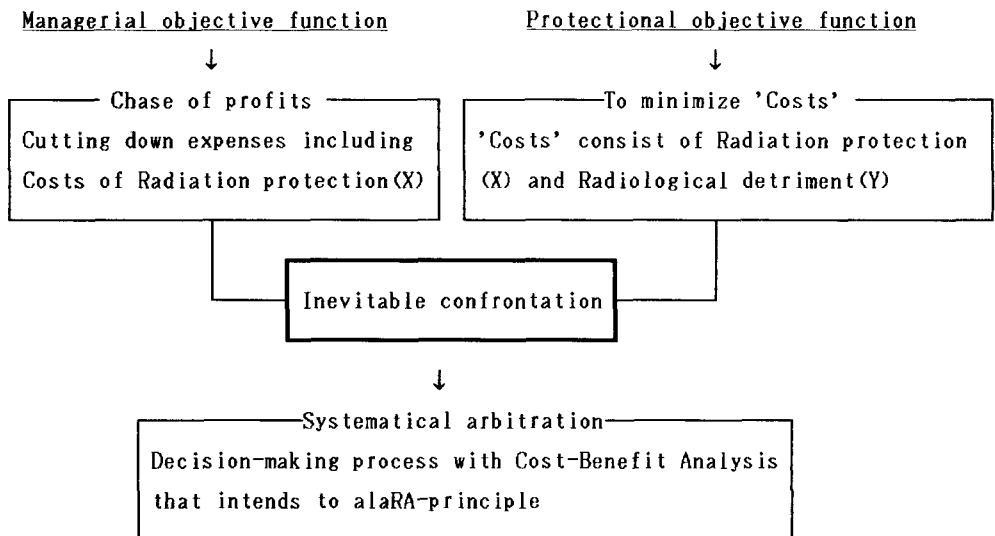 Managerial objective function
Protectional objective function
↓
↓
Chase of profits
Cutting down expenses including
Costs of Radiation protection(X)
To minimize 'Costs'
'Costs' consist of Radiation protection
(X) and Radiological detriment(Y)
Inevitable confrontation
↓
Systematical arbitration
Decision-making process with Cost-Benefit Analysis
that intends to alaRA-principle